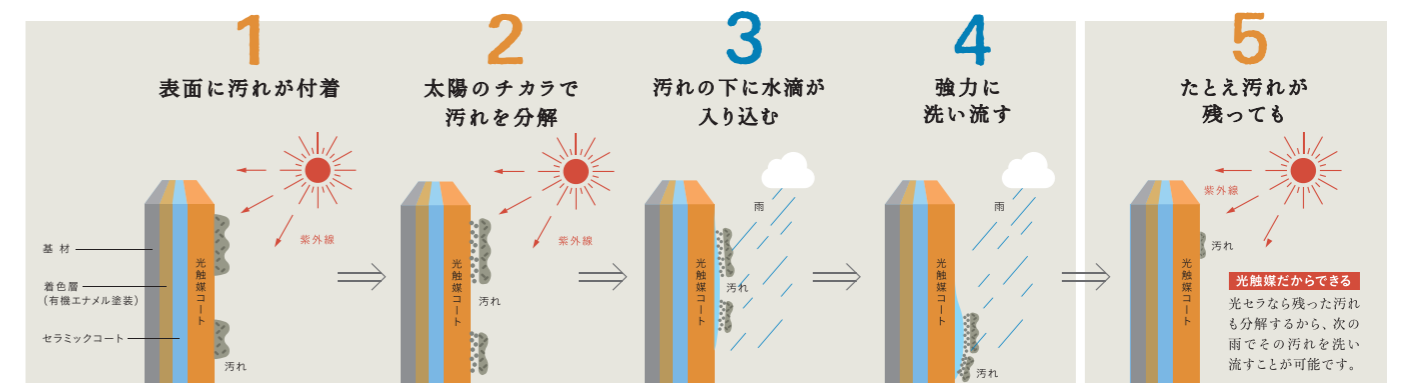 1
表面に汚れが付着
紫外線
基材
着色層
(有機エナメル塗装)
セラミックコート
光触媒コート
汚れ
2
太陽のチカラで
汚れを分解
紫外線
光触媒コート
汚れ
3
汚れの下に水滴が
入り込む
雨
光触媒コート
汚れ
4
強力に
洗い流す
雨
光触媒コート
汚れ
5
たとえ汚れが
残っても
紫外線
光触媒コート
汚れ
光触媒だからできる
光セラなら残った汚れ
も分解するから、次の
雨でその汚れを洗い
流すことが可能です。